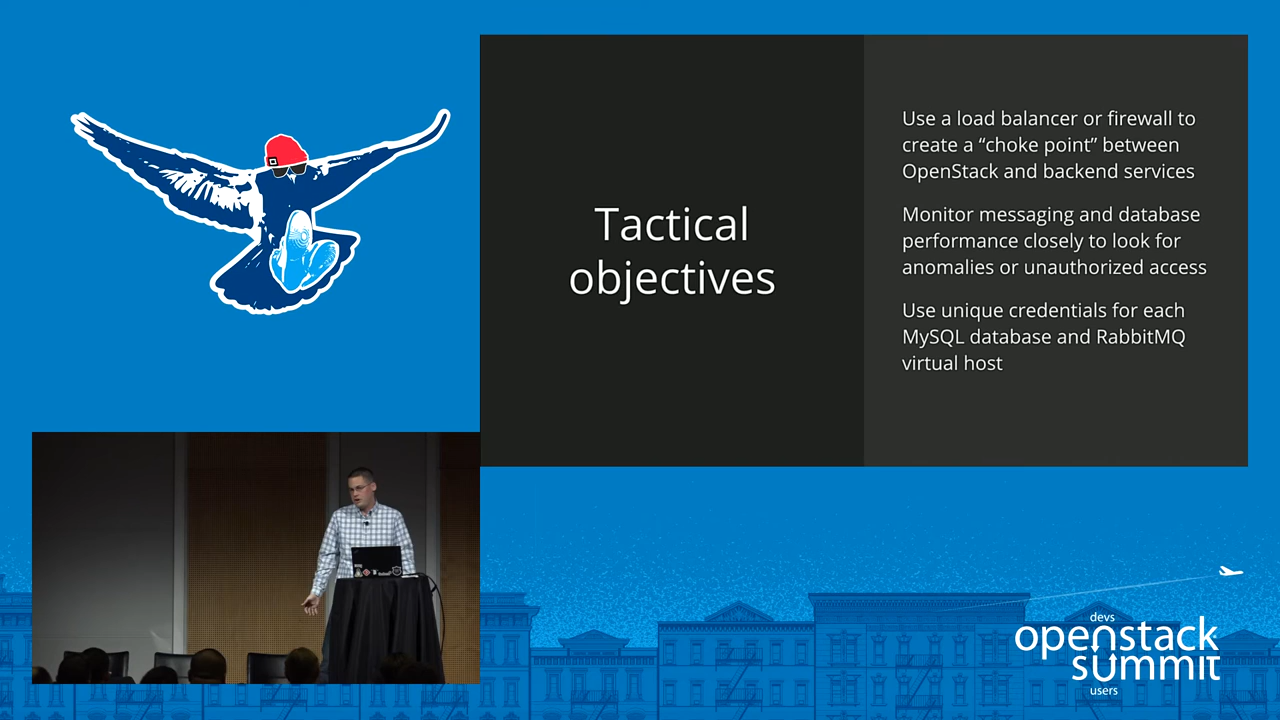 Tactical
objectives
Use a load balancer or firewall to
create a “choke point” between
OpenStack and backend services
Monitor messaging and database
performance closely to look for
anomalies or unauthorized access
Use unique credentials for each
MySQL database and RabbitMQ
virtual host
devs
openstack
summit
users